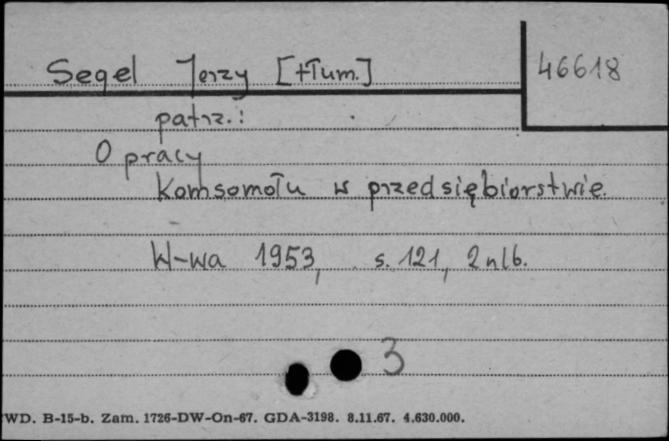 Segel Jerzy [tłum.]
46618
patrz.:
O pracy
Komsomołu w przedsiębiorstwie.
W-wa 1953, s. 121, 2 nlb.
3
WD. B-15-b. Zam. 1726-DW-On-67. GDA-3198. 8.11.67. 4.630.000.